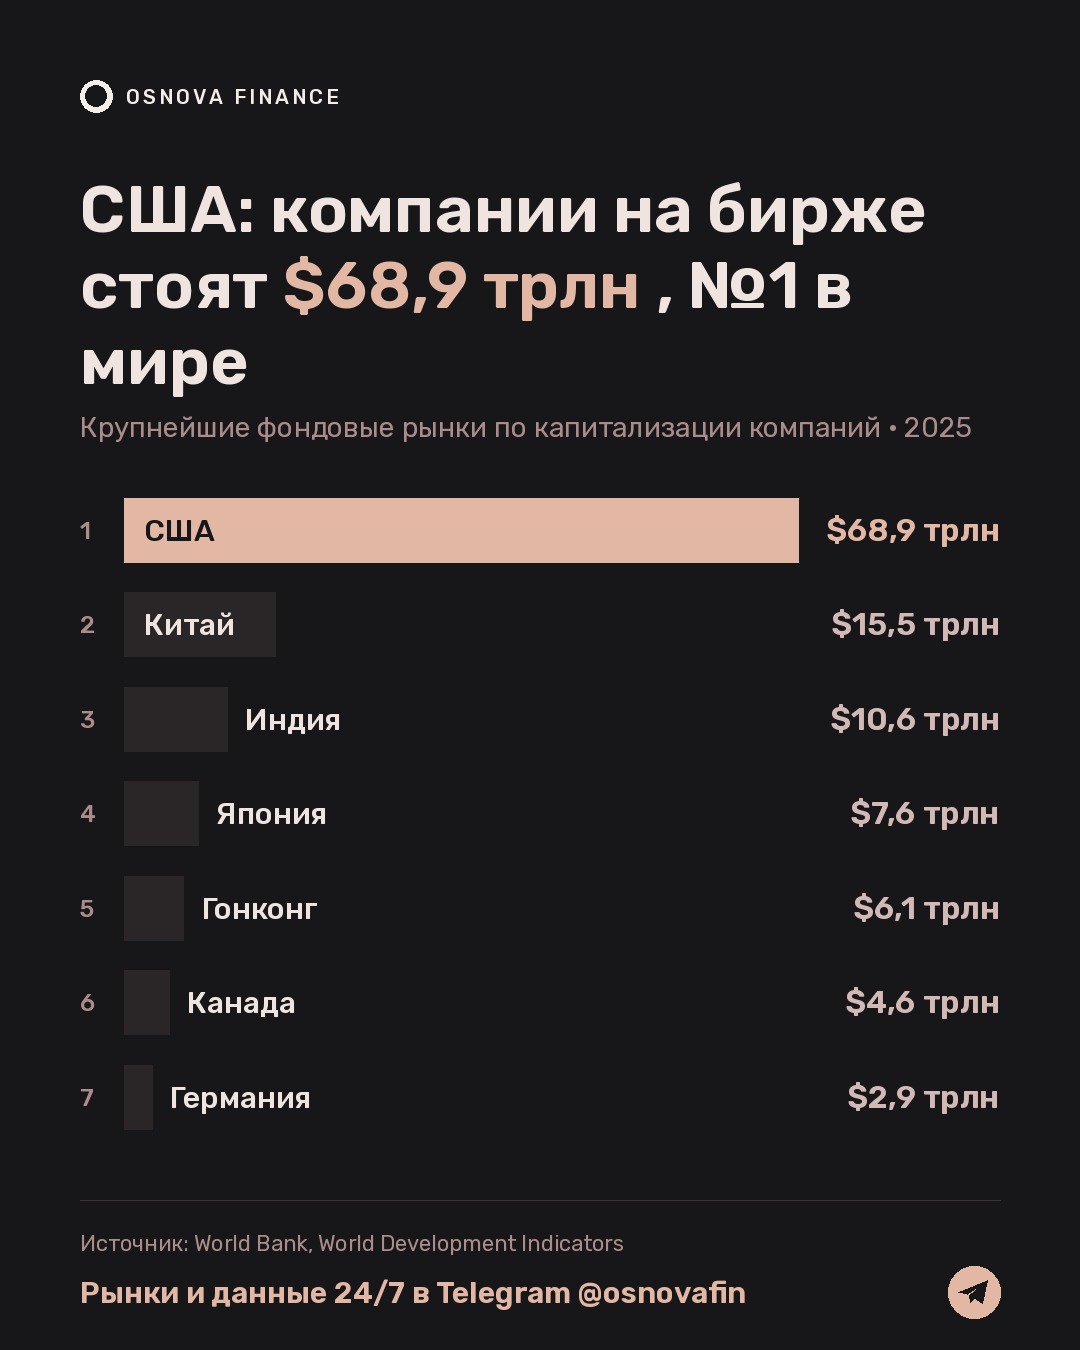 OSNOVA FINANCE
США: компании на бирже
стоят $68,9 трлн , №1 в
мире
Крупнейшие фондовые рынки по капитализации компаний • 2025
1 США $68,9 трлн
2 Китай $15,5 трлн
3 Индия $10,6 трлн
4 Япония $7,6 трлн
5 Гонконг $6,1 трлн
6 Канада $4,6 трлн
7 Германия $2,9 трлн
Источник: World Bank, World Development Indicators
Рынки и данные 24/7 в Telegram @osnovafin